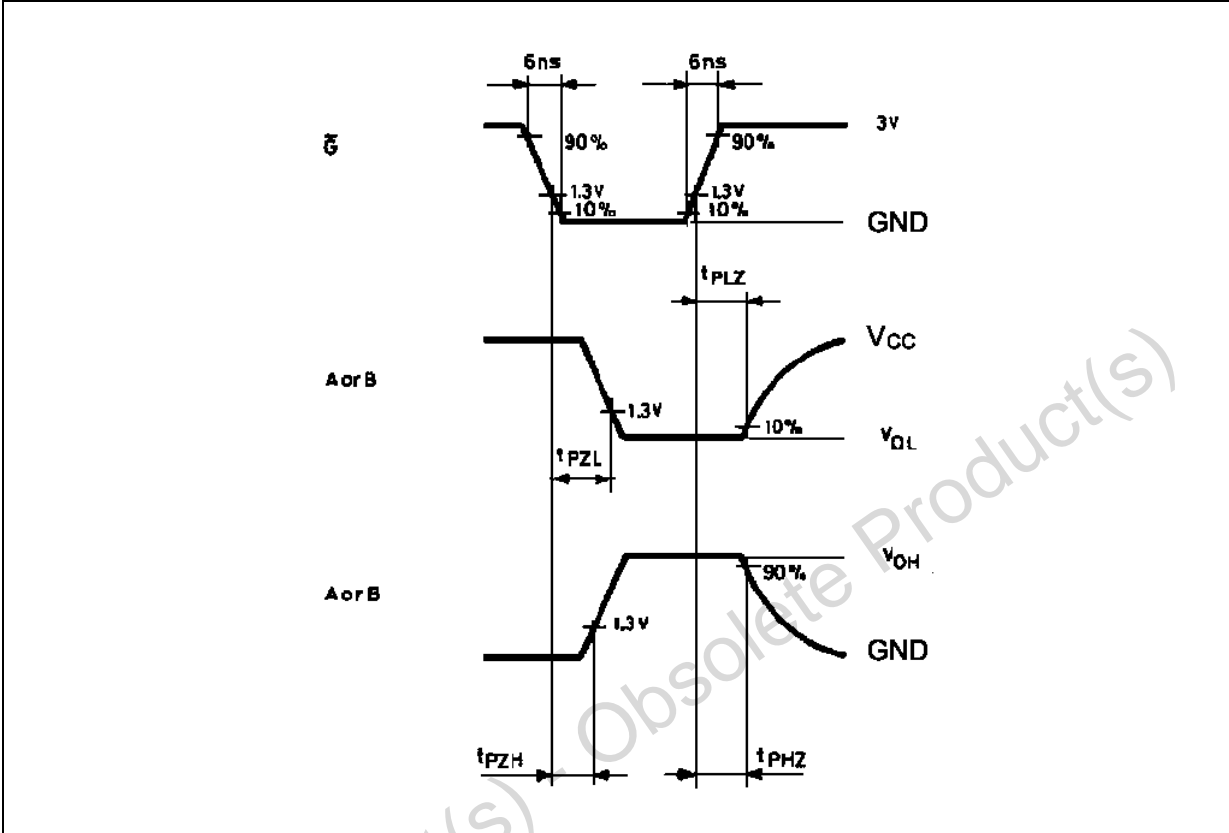 6ns 6ns
G̅ 90% 90% 3V
1.3V 1.3V
10% 10% GND
tPLZ
VCC
A or B 1.3V 10% VOL
tPZL
VOH
A or B 90%
1.3V GND
tPZH tPHZ
t(s) - Obsolete Product(s)